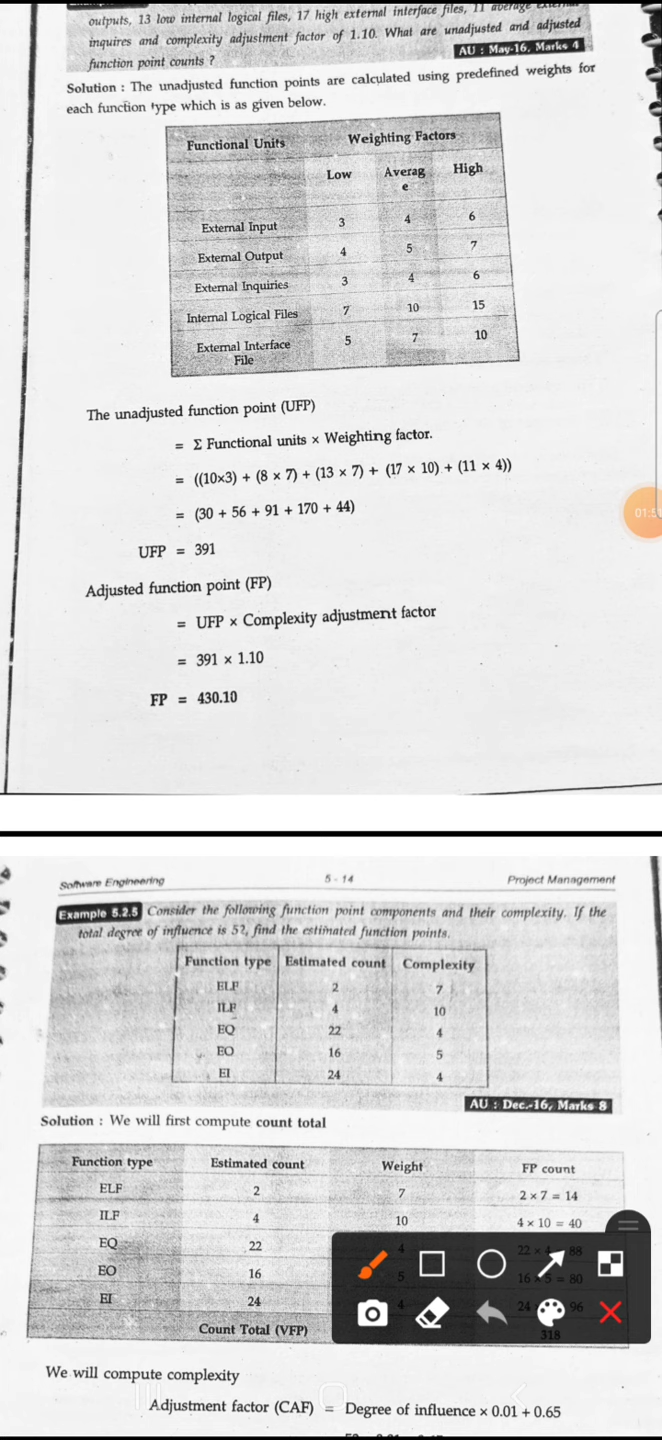 outputs, 13 low internal logical files, 17 high external interface files, 11 average
inquires and complexity adjustment factor of 1.10. What are unadjusted and adjusted
function point counts ?
AU : May-16, Marks 4
Solution : The unadjusted function points are calculated using predefined weights for
each function type which is as given below.
Functional Units Weighting Factors
Low Averag e High
External Input 3 4 6
External Output 4 5 7
External Inquiries 3 4 6
Internal Logical Files 7 10 15
External Interface File 5 7 10
The unadjusted function point (UFP)
= Σ Functional units × Weighting factor.
= ((10×3) + (8 × 7) + (13 × 7) + (17 × 10) + (11 × 4))
= (30 + 56 + 91 + 170 + 44)
UFP = 391
Adjusted function point (FP)
= UFP × Complexity adjustment factor
= 391 × 1.10
FP = 430.10
01:51
Software Engineering 5 - 14 Project Management
Example 5.2.5 Consider the following function point components and their complexity. If the
total degree of influence is 52, find the estimated function points.
Function type Estimated count Complexity
ELF 2 7
ILF 4 10
EQ 22 4
EO 16 5
EI 24 4
AU : Dec.-16, Marks 8
Solution : We will first compute count total
Function type Estimated count Weight FP count
ELF 2 7 2 × 7 = 14
ILF 4 10 4 × 10 = 40
EQ 22 4 22 × 4 88
EO 16 5 16 × 5 = 80
EI 24 4 24 96
Count Total (VFP) 318
We will compute complexity
Adjustment factor (CAF) = Degree of influence × 0.01 + 0.65